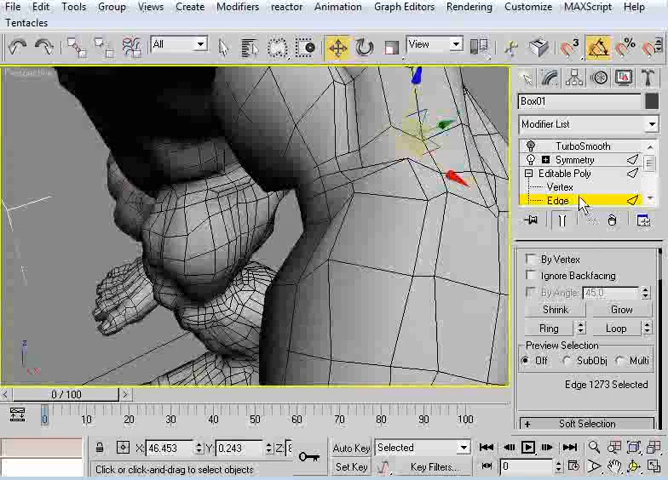 File Edit Tools Group Views Create Modifiers reactor Animation Graph Editors Rendering Customize MAXScript Help
Tentacles
All View
Perspective
Box01
Modifier List
TurboSmooth
Symmetry
Editable Poly
Vertex
Edge
By Vertex
Ignore Backfacing
By Angle: 45.0
Shrink Grow
Ring Loop
Preview Selection
Off SubObj Multi
Edge 1273 Selected
+ Soft Selection
z
x
< 0 / 100 >
0 10 20 30 40 50 60 70 80 90 100
X: 46.453 Y: 0.243 Z: Auto Key Selected
Click or click-and-drag to select objects Set Key Key Filters... 0